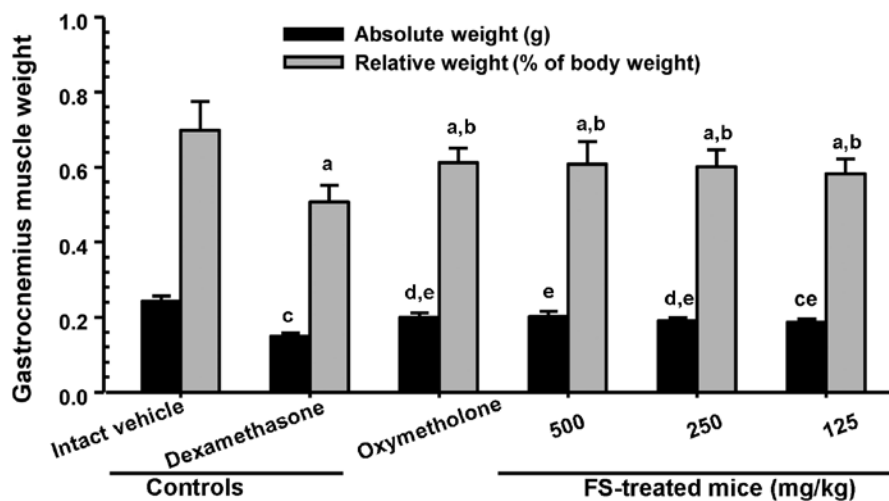 Gastrocnemius muscle weight
1.0
0.8
0.6
0.4
0.2
0.0
Absolute weight (g)
Relative weight (% of body weight)
a
a,b
a,b
a,b
a,b
c
d,e
e
d,e
ce
Intact vehicle
Dexamethasone
Oxymetholone
500
250
125
Controls
FS-treated mice (mg/kg)